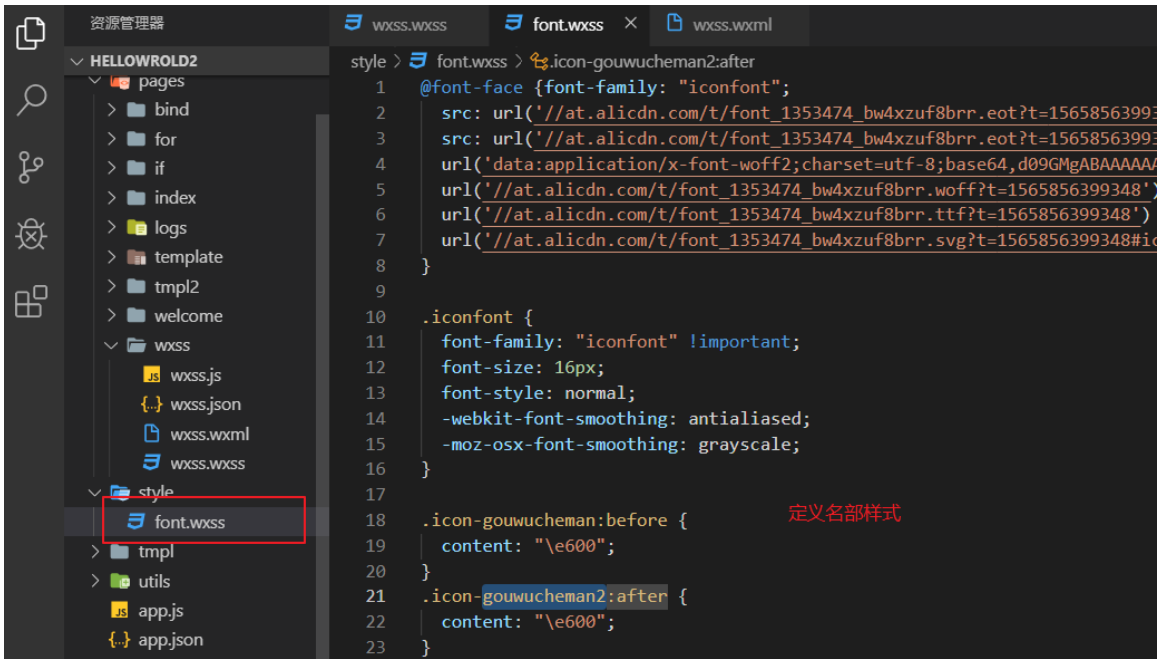 资源管理器
wxss.wxss
font.wxss
wxss.wxml
HELLOWROLD2
style > font.wxss > .icon-gouwucheman2:after
pages
bind
for
if
index
logs
template
tmpl2
welcome
wxss
JS wxss.js
{..} wxss.json
wxss.wxml
wxss.wxss
style
font.wxss
tmpl
utils
JS app.js
{..} app.json
1 @font-face {font-family: "iconfont";
2 src: url('//at.alicdn.com/t/font_1353474_bw4xzuf8brr.eot?t=1565856399
3 src: url('//at.alicdn.com/t/font_1353474_bw4xzuf8brr.eot?t=1565856399
4 url('data:application/x-font-woff2;charset=utf-8;base64,d09GMgABAAAAAA
5 url('//at.alicdn.com/t/font_1353474_bw4xzuf8brr.woff?t=1565856399348')
6 url('//at.alicdn.com/t/font_1353474_bw4xzuf8brr.ttf?t=1565856399348')
7 url('//at.alicdn.com/t/font_1353474_bw4xzuf8brr.svg?t=1565856399348#ic
8 }
9
10 .iconfont {
11 font-family: "iconfont" !important;
12 font-size: 16px;
13 font-style: normal;
14 -webkit-font-smoothing: antialiased;
15 -moz-osx-font-smoothing: grayscale;
16 }
17
18 .icon-gouwucheman:before {
定义名部样式
19 content: "\e600";
20 }
21 .icon-gouwucheman2:after {
22 content: "\e600";
23 }